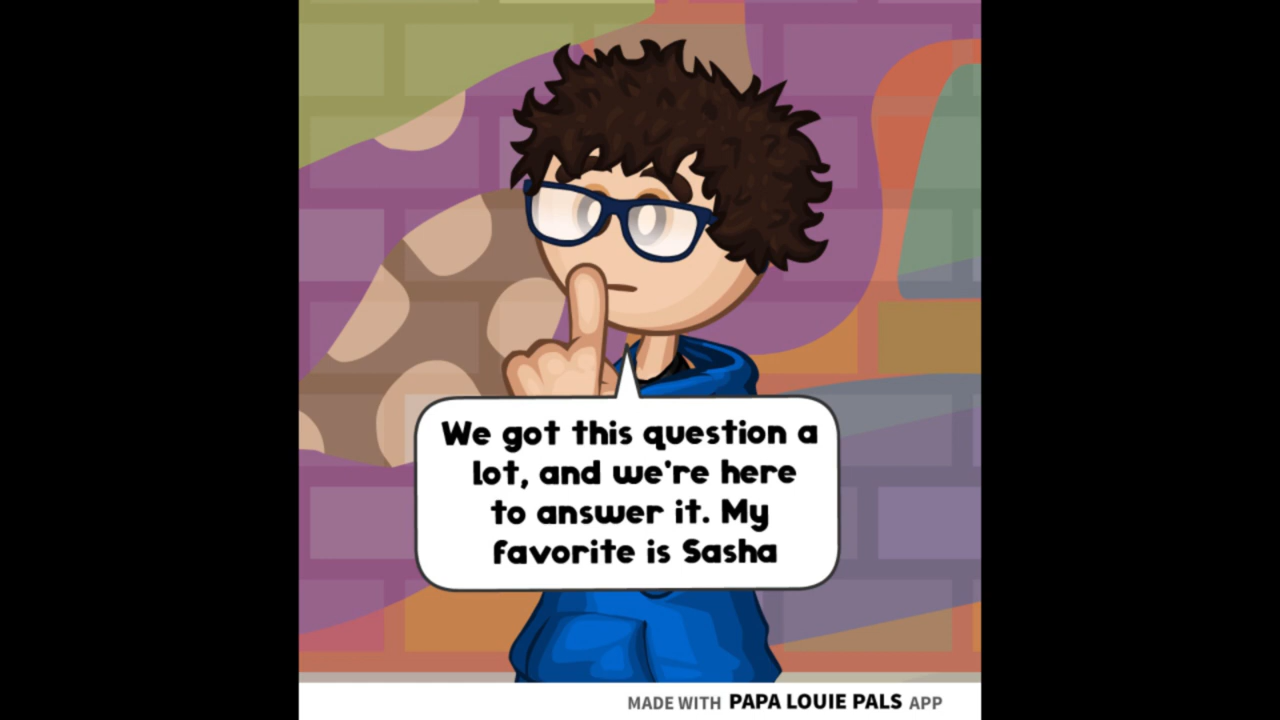 We got this question a
lot, and we're here
to answer it. My
favorite is Sasha
MADE WITH PAPA LOUIE PALS APP